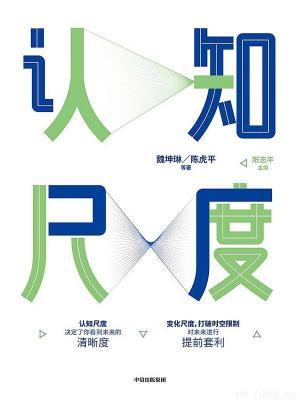 认知
魏坤琳／陈虎平
等著
阳志平
主编
尺度
认知尺度
决定了你看到未来的
清晰度
变化尺度，打破时空限制
对未来进行
提前套利
中信出版集团